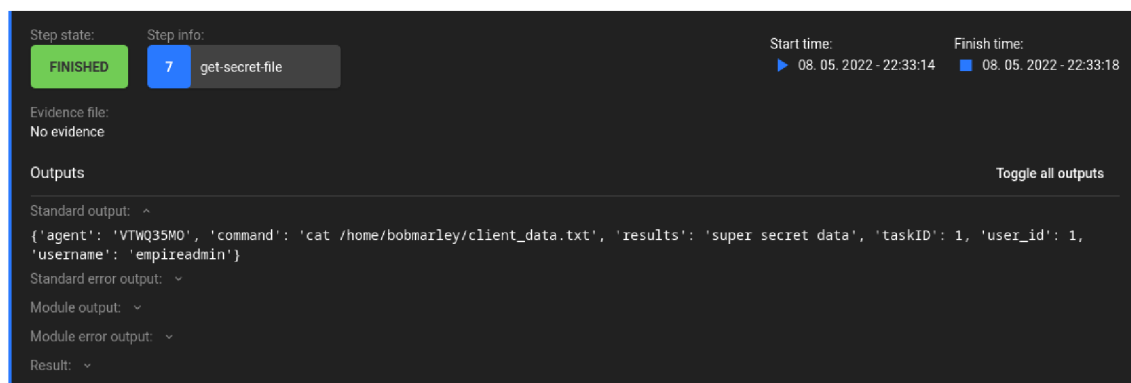 Step state:
Step info:
Start time:
Finish time:
FINISHED
7
get-secret-file
08. 05. 2022 - 22:33:14
08. 05. 2022 - 22:33:18
Evidence file:
No evidence
Outputs
Toggle all outputs
Standard output:
{'agent': 'VTWQ35MO', 'command': 'cat /home/bobmarley/client_data.txt', 'results': 'super secret data', 'taskID': 1, 'user_id': 1,
'username': 'empireadmin'}
Standard error output:
Module output:
Module error output:
Result: